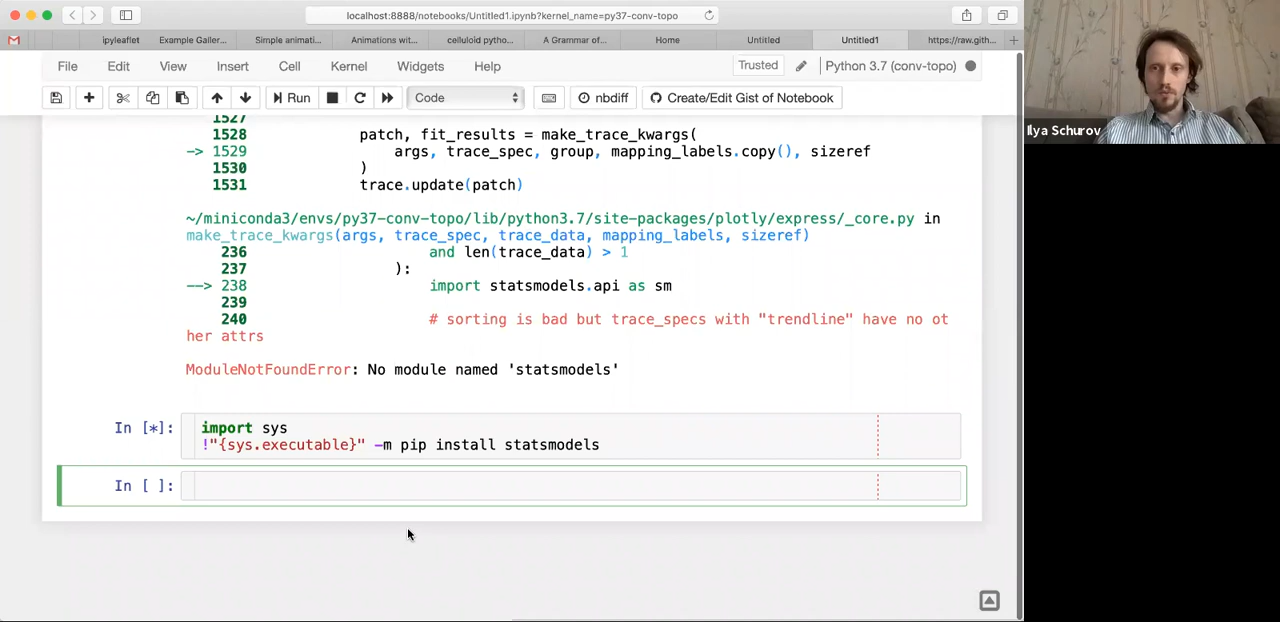 localhost:8888/notebooks/Untitled1.ipynb?kernel_name=py37-conv-topo
ipyleaflet Example Galler... Simple animati... Animations wit... celluloid pytho... A Grammar of... Home Untitled Untitled1 https://raw.gith...
File Edit View Insert Cell Kernel Widgets Help Trusted Python 3.7 (conv-topo)
Run Code nbdiff Create/Edit Gist of Notebook
1527
1528 patch, fit_results = make_trace_kwargs(
-> 1529 args, trace_spec, group, mapping_labels.copy(), sizeref
1530 )
1531 trace.update(patch)
~/miniconda3/envs/py37-conv-topo/lib/python3.7/site-packages/plotly/express/_core.py in
make_trace_kwargs(args, trace_spec, trace_data, mapping_labels, sizeref)
236 and len(trace_data) > 1
237 ):
--> 238 import statsmodels.api as sm
239
240 # sorting is bad but trace_specs with "trendline" have no ot
her attrs
ModuleNotFoundError: No module named 'statsmodels'
In [*]: import sys
!"{sys.executable}" -m pip install statsmodels
In [ ]:
Ilya Schurov